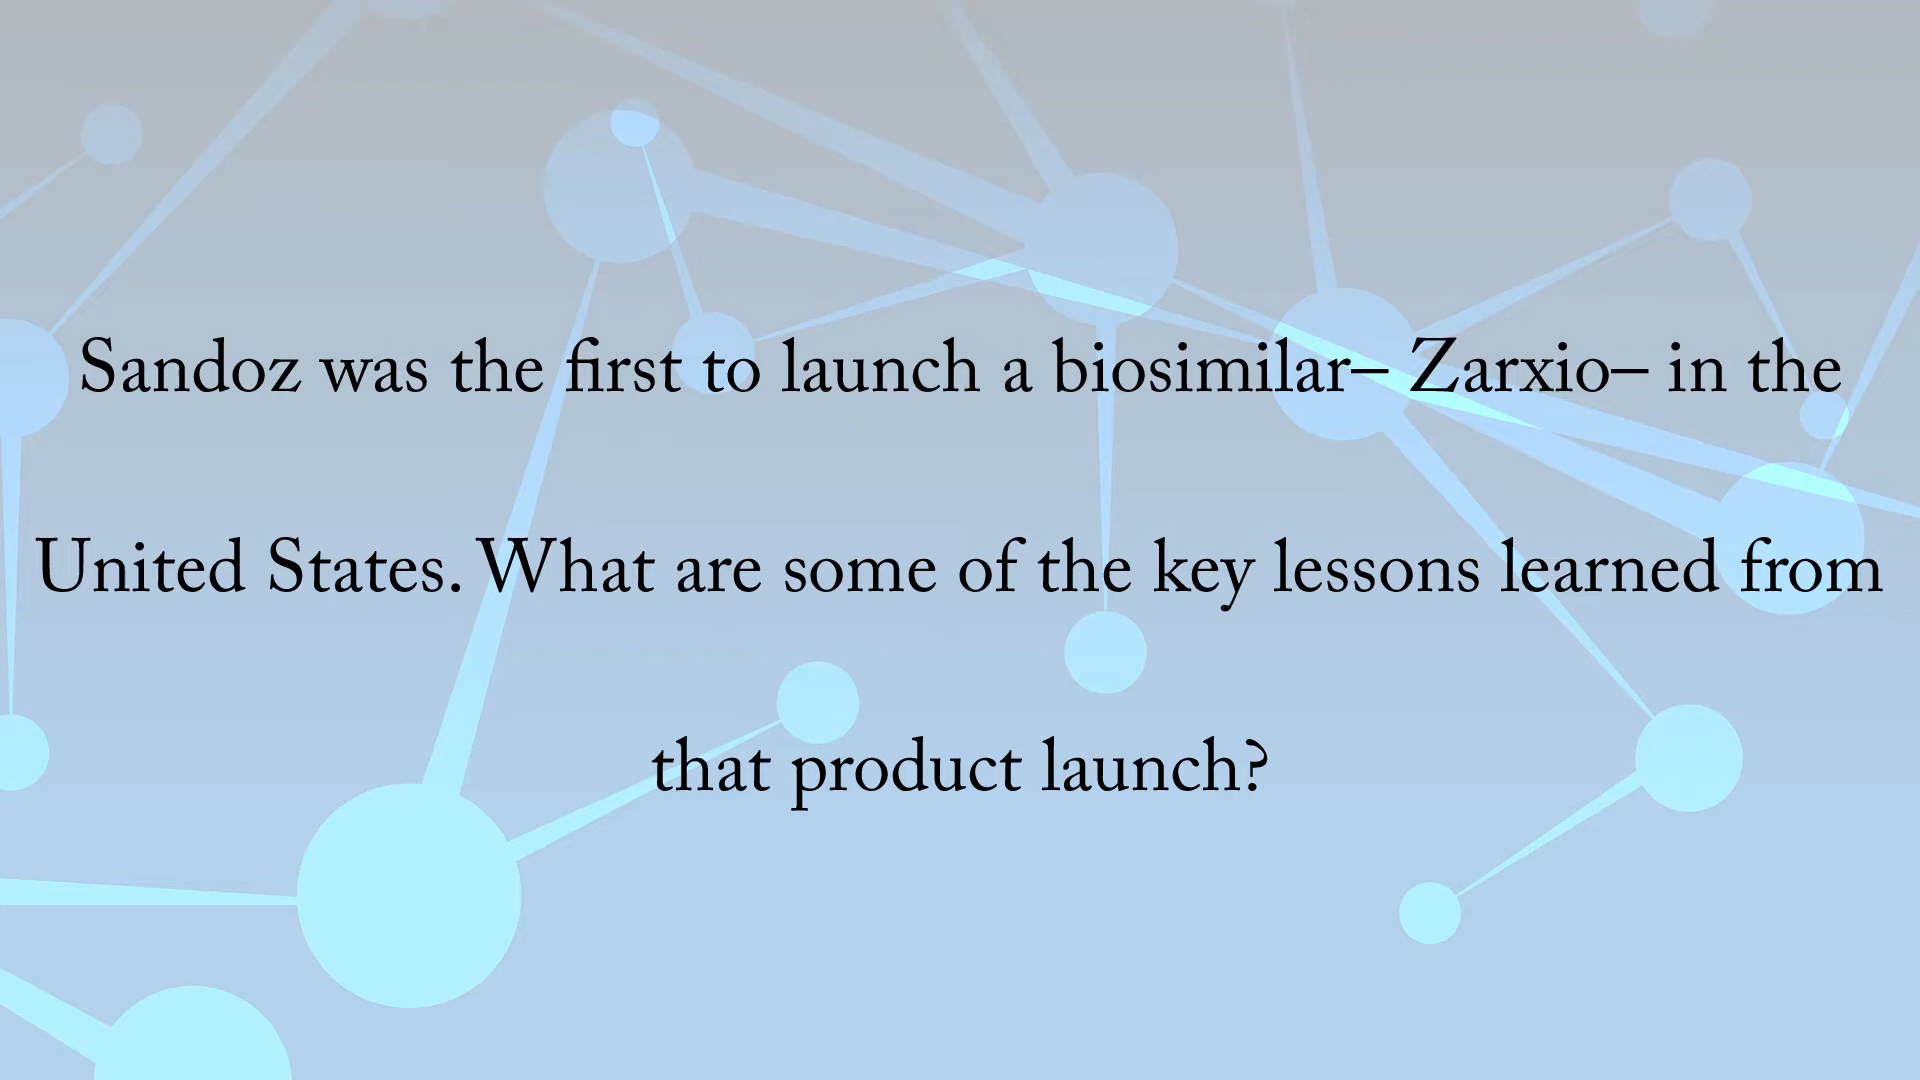 Sandoz was the first to launch a biosimilar– Zarxio– in the
United States. What are some of the key lessons learned from
that product launch?